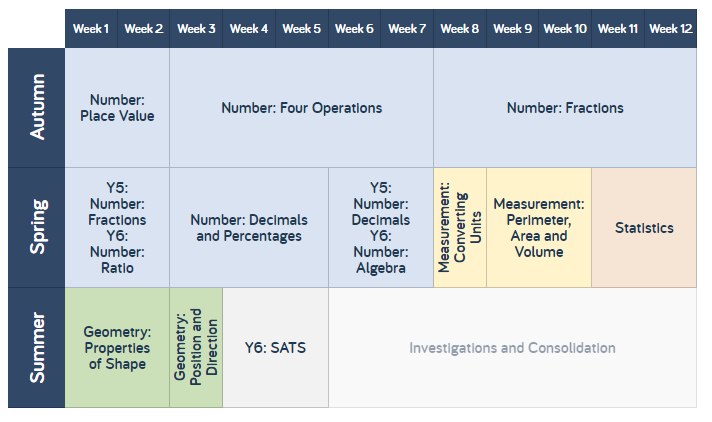 Week 1 Week 2 Week 3 Week 4 Week 5 Week 6 Week 7 Week 8 Week 9 Week 10 Week 11 Week 12
Autumn
Number:
Place Value
Number: Four Operations
Number: Fractions
Spring
Y5:
Number:
Fractions
Y6:
Number:
Ratio
Number: Decimals
and Percentages
Y5:
Number:
Decimals
Y6:
Number:
Algebra
Measurement:
Converting
Units
Measurement:
Perimeter,
Area and
Volume
Statistics
Summer
Geometry:
Properties
of Shape
Geometry:
Position and
Direction
Y6: SATS
Investigations and Consolidation